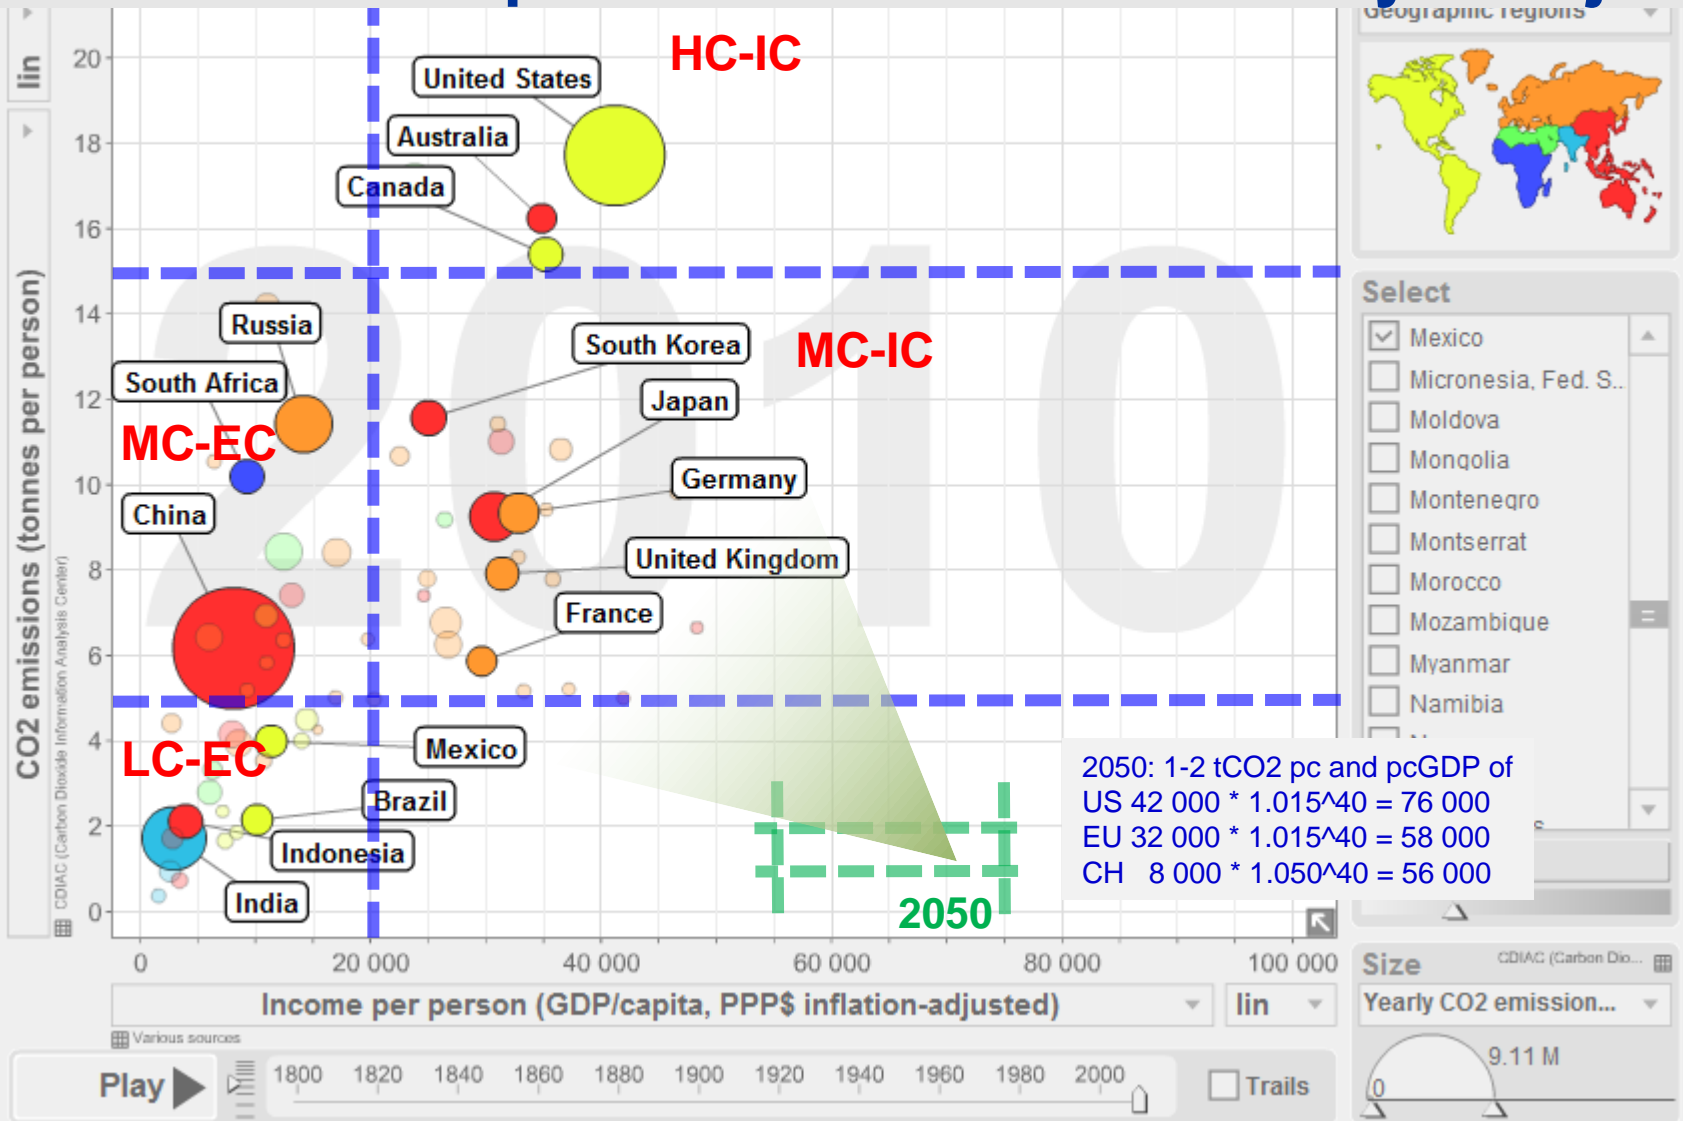 Geographic regions
lin
20
18
16
14
12
10
8
6
4
2
0
CO2 emissions (tonnes per person)
CDIAC (Carbon Dioxide Information Analysis Center)
2010
HC-IC
United States
Australia
Canada
Russia
South Africa
MC-EC
China
South Korea
MC-IC
Japan
Germany
United Kingdom
France
LC-EC
Mexico
Brazil
Indonesia
India
2050
2050: 1-2 tCO2 pc and pcGDP of
US 42 000 * 1.015^40 = 76 000
EU 32 000 * 1.015^40 = 58 000
CH 8 000 * 1.050^40 = 56 000
Select
Mexico
Micronesia, Fed. S...
Moldova
Mongolia
Montenegro
Montserrat
Morocco
Mozambique
Myanmar
Namibia
0 20 000 40 000 60 000 80 000 100 000
Income per person (GDP/capita, PPP$ inflation-adjusted)
lin
Various sources
Play
1800 1820 1840 1860 1880 1900 1920 1940 1960 1980 2000
Trails
Size
CDIAC (Carbon Dio...
Yearly CO2 emission...
9.11 M
0